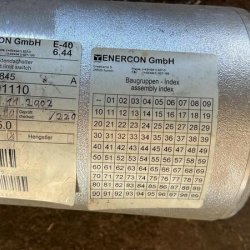 ENERCON GmbH E-40
6.44
845
1110
11.2002
1220
5.0 Hengstler
ENERCON GmbH
Baugruppen - Index
assembly index
01 02 03 04 05 06 07 08 09
10 11 12 13 14 15 16 17 18 19
20 21 22 23 24 25 26 27 28 29
30 31 32 33 34 35 36 37 38 39
40 41 42 43 44 45 46 47 48 49
50 51 52 53 54 55 56 57 58 59
60 61 62 63 64 65 66 67 68 69
70 71 72 73 74 75 76 77 78 79
80 81 82 83 84 85 86 87 88 89
90 91 92 93 94 95 96 97 98 99